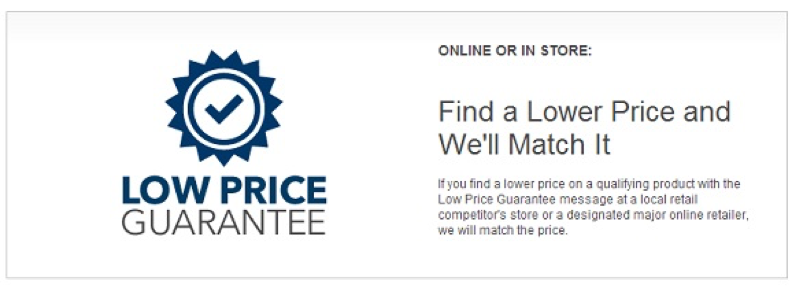 LOW PRICE
GUARANTEE
ONLINE OR IN STORE:
Find a Lower Price and
We'll Match It
If you find a lower price on a qualifying product with the
Low Price Guarantee message at a local retail
competitor's store or a designated major online retailer,
we will match the price.